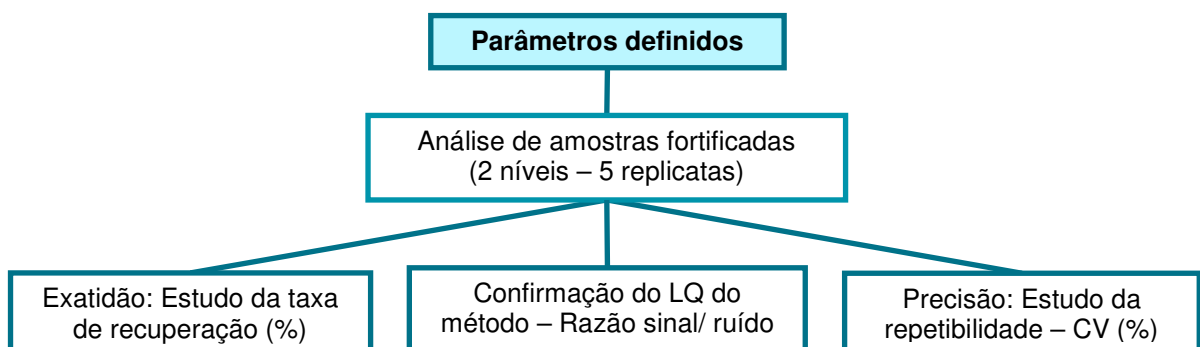 Parâmetros definidos
Análise de amostras fortificadas
(2 níveis – 5 replicatas)
Exatidão: Estudo da taxa
de recuperação (%)
Confirmação do LQ do
método – Razão sinal/ ruído
Precisão: Estudo da
repetibilidade – CV (%)